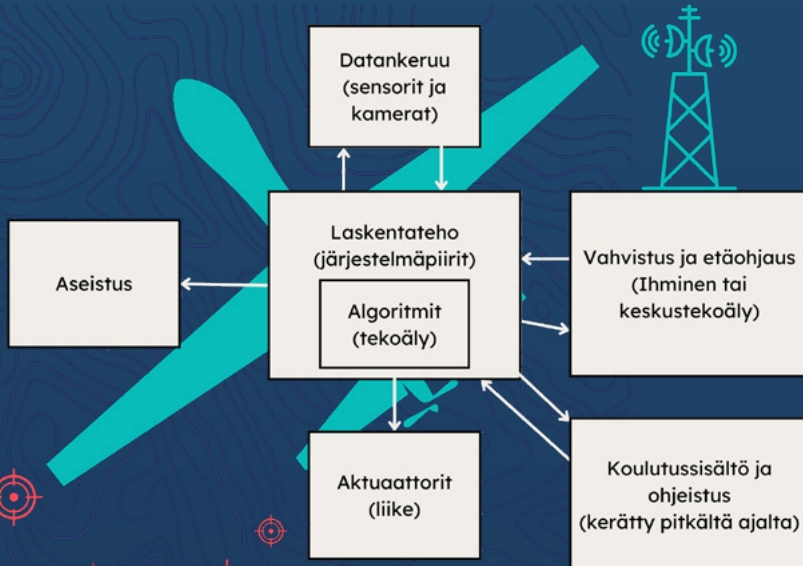 Datankeruu
(sensorit ja
kamerat)
Laskentateho
(järjestelmäpiirit)
Algoritmit
(tekoäly)
Aseistus
Vahvistus ja etäohjaus
(Ihminen tai
keskustekoäly)
Aktuaattorit
(liike)
Koulutussisältö ja
ohjeistus
(kerätty pitkältä ajalta)